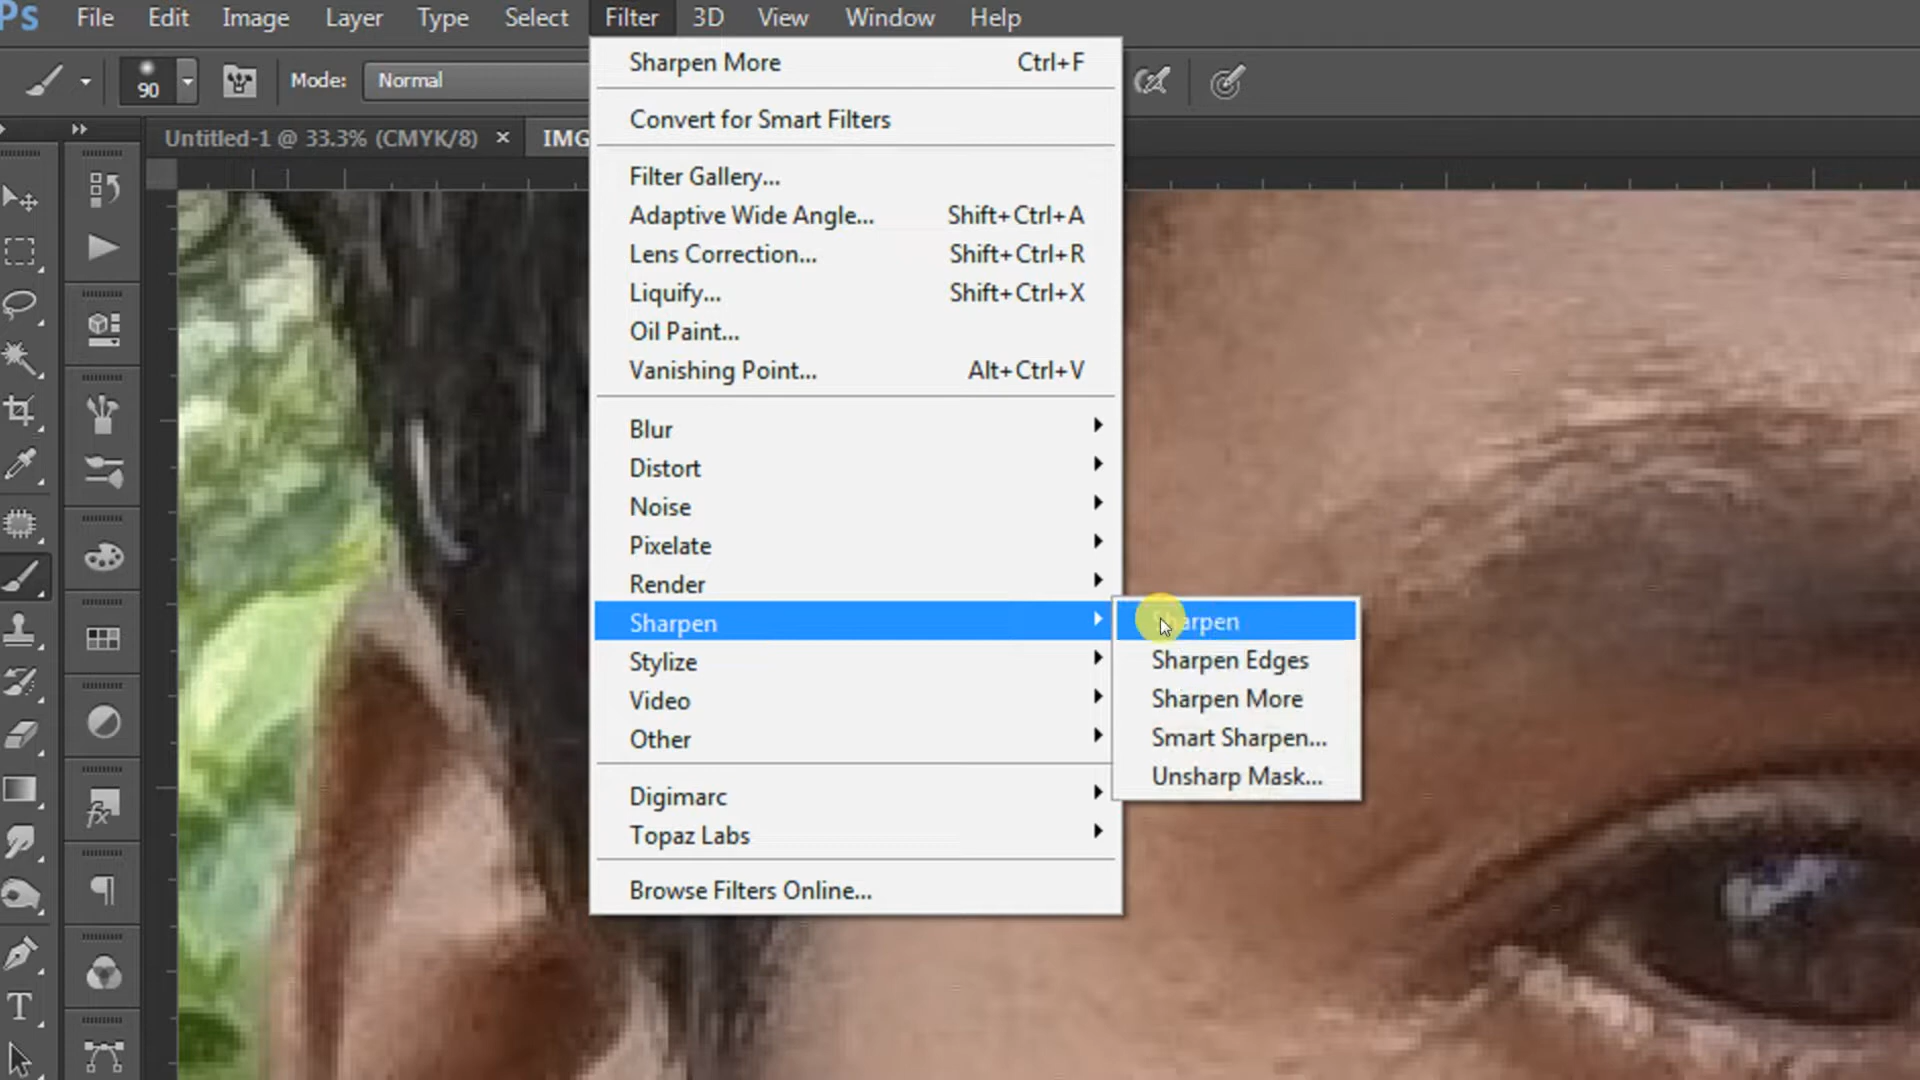 Ps File Edit Image Layer Type Select Filter 3D View Window Help
90 Mode: Normal
Untitled-1 @ 33.3% (CMYK/8) × IMG
Sharpen More Ctrl+F
Convert for Smart Filters
Filter Gallery...
Adaptive Wide Angle... Shift+Ctrl+A
Lens Correction... Shift+Ctrl+R
Liquify... Shift+Ctrl+X
Oil Paint...
Vanishing Point... Alt+Ctrl+V
Blur
Distort
Noise
Pixelate
Render
Sharpen
Stylize
Video
Other
Digimarc
Topaz Labs
Browse Filters Online...
Sharpen
Sharpen Edges
Sharpen More
Smart Sharpen...
Unsharp Mask...